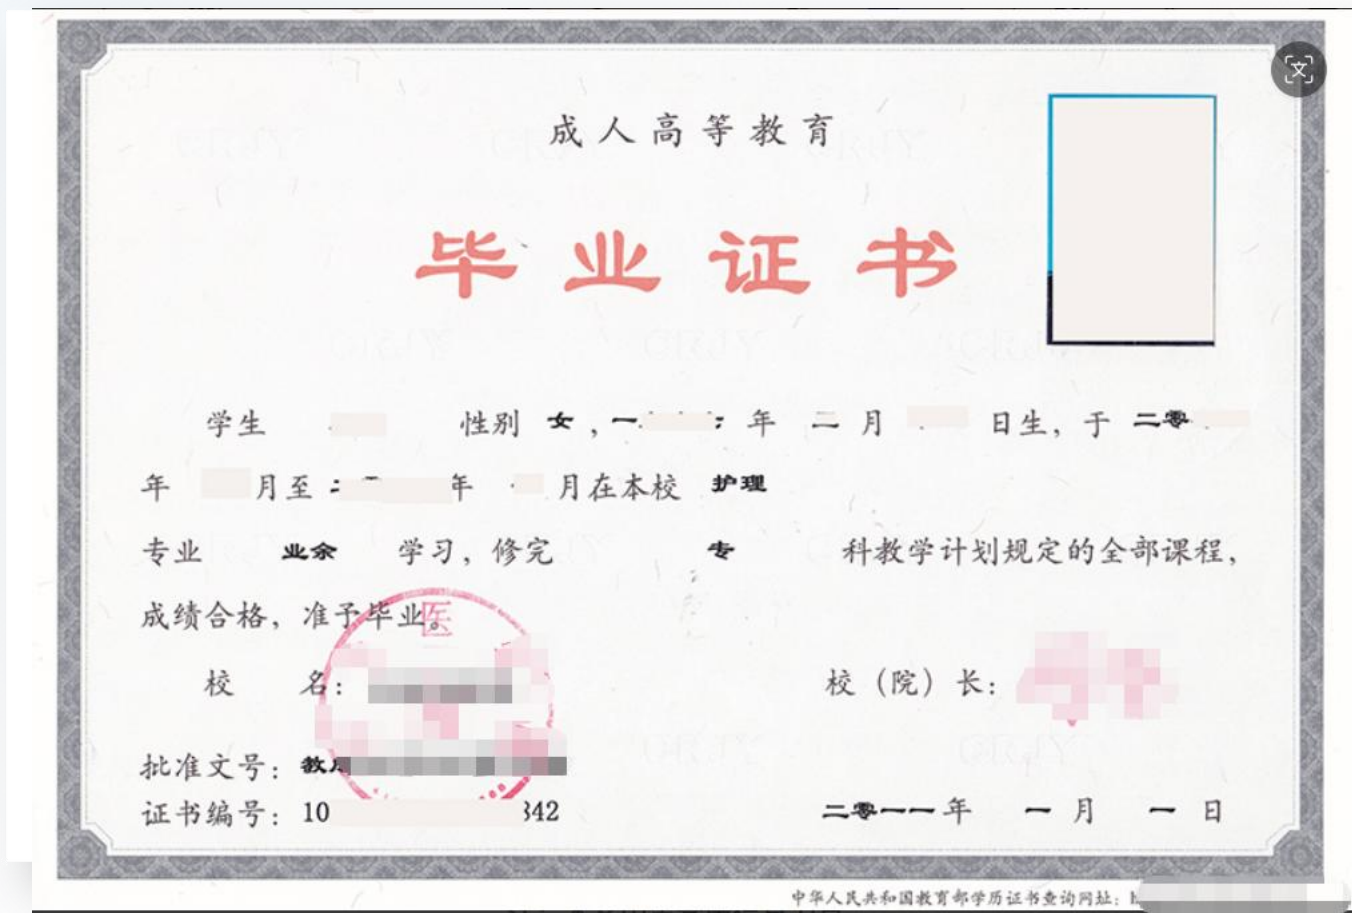 成人高等教育
毕业证书
学生 性别 女，一 年 二 月 日生，于 二零
年 月至 年 月在本校 护理
专业 业余 学习，修完 专 科教学计划规定的全部课程，
成绩合格，准予毕业。
医
校 名：
校（院）长：
批准文号：教
证书编号：10 342
二零一一年 一月 一日
中华人民共和国教育部学历证书查询网址：